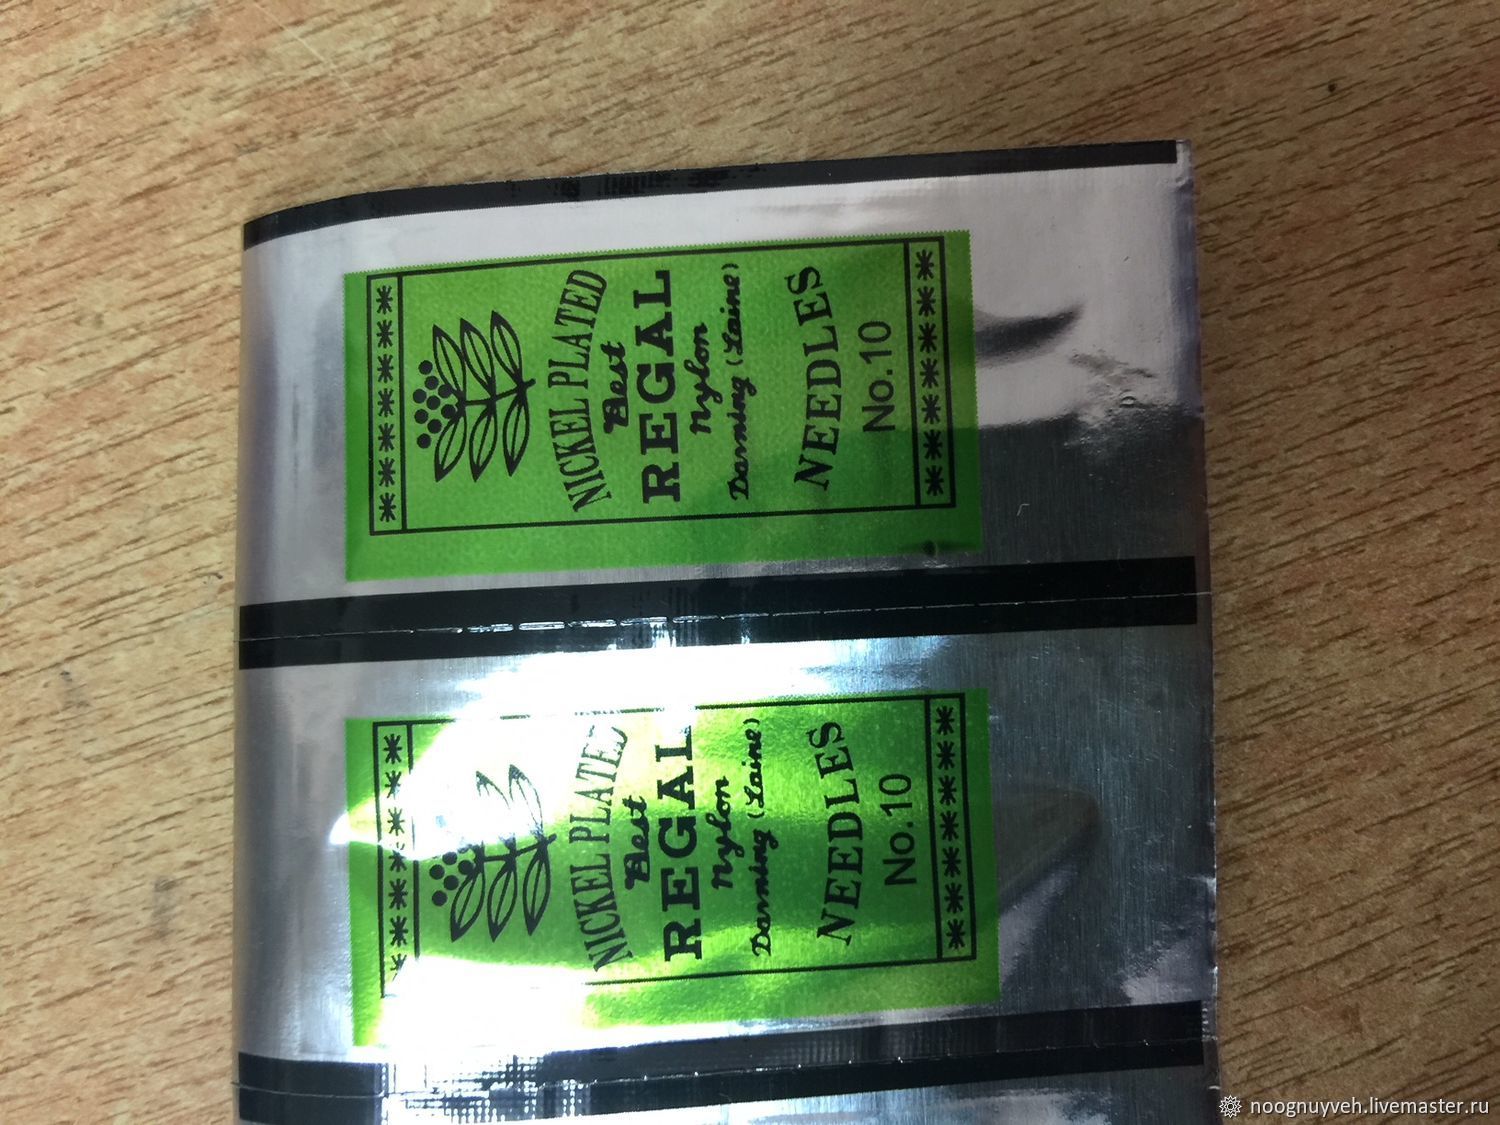 NICKEL PLATED
Best
REGAL
Nylon
Darning (Laine)
NEEDLES
No.10
NICKEL PLATED
Best
REGAL
Nylon
Darning (Laine)
NEEDLES
No.10
noognuyveh.livemaster.ru